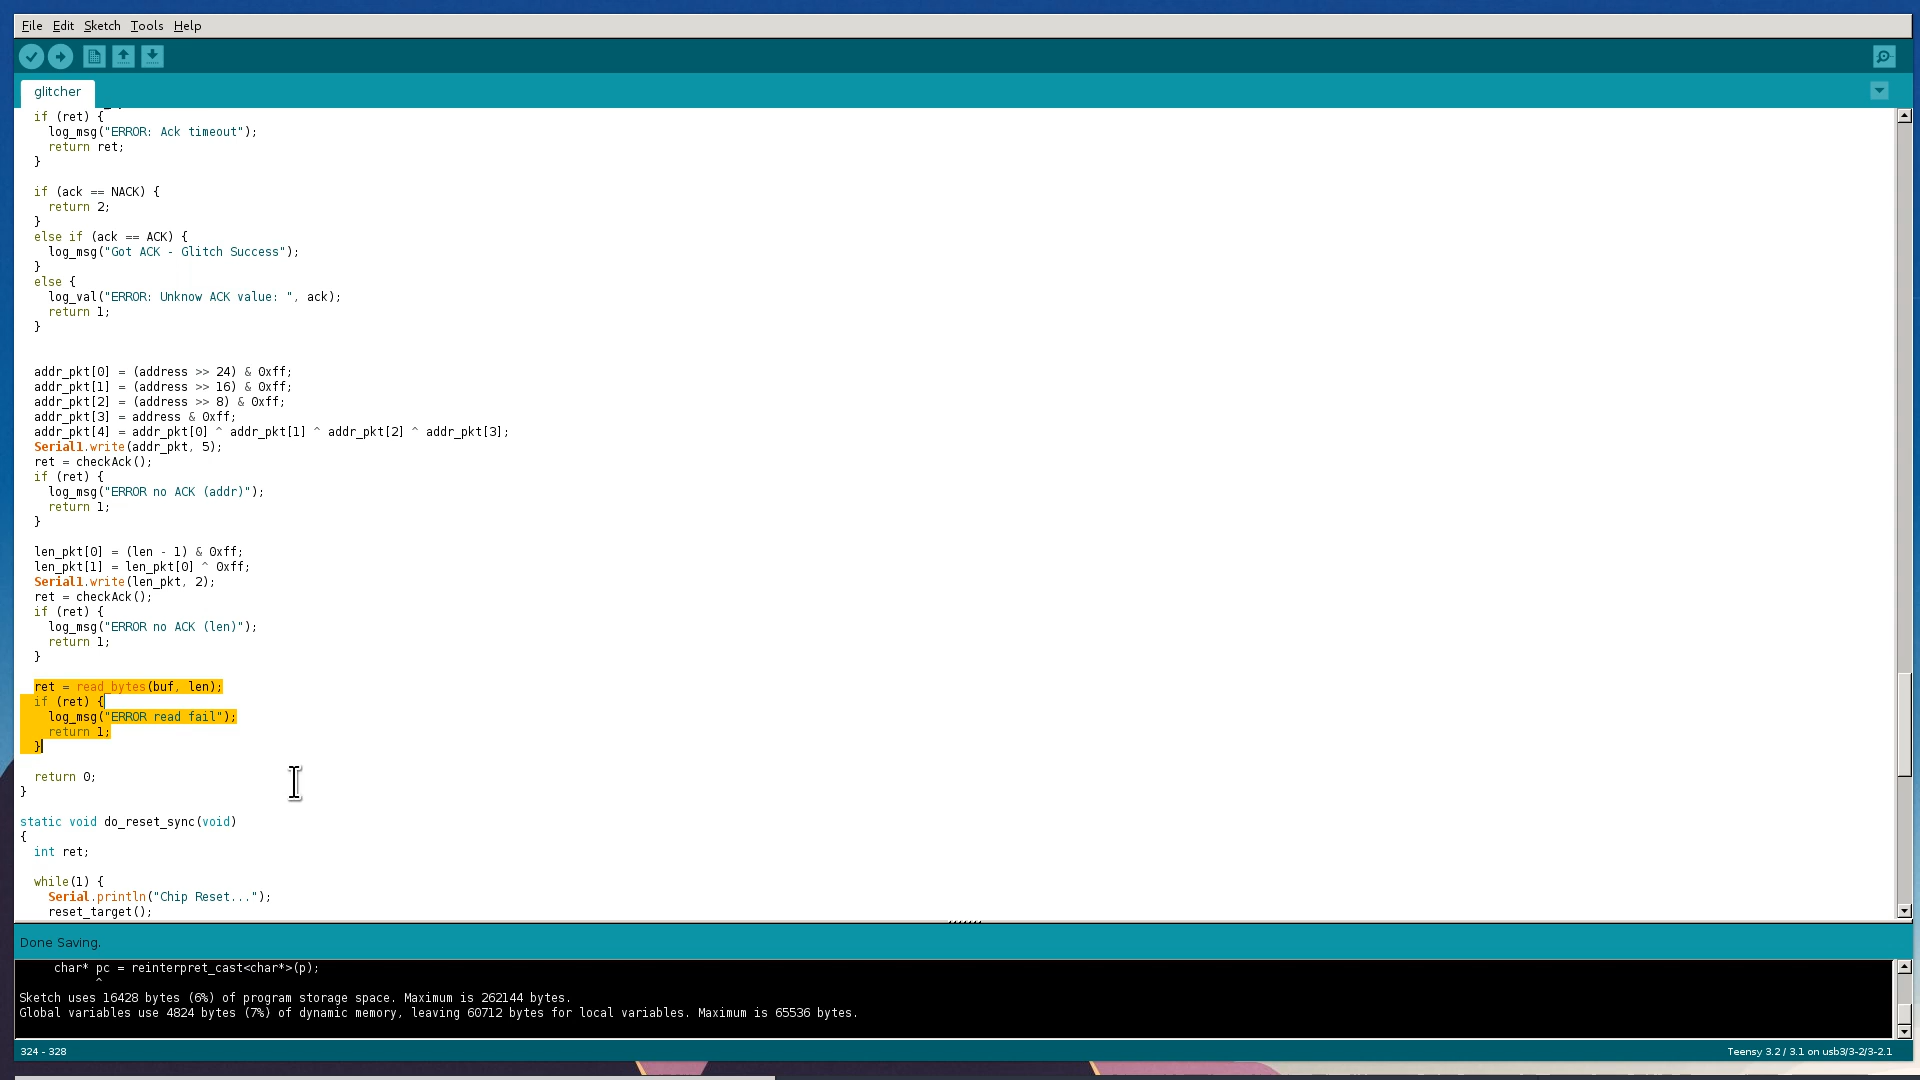 File Edit Sketch Tools Help
glitcher
if (ret) {
log_msg("ERROR: Ack timeout");
return ret;
}
if (ack == NACK) {
return 2;
}
else if (ack == ACK) {
log_msg("Got ACK - Glitch Success");
}
else {
log_val("ERROR: Unknow ACK value: ", ack);
return 1;
}
addr_pkt[0] = (address >> 24) & 0xff;
addr_pkt[1] = (address >> 16) & 0xff;
addr_pkt[2] = (address >> 8) & 0xff;
addr_pkt[3] = address & 0xff;
addr_pkt[4] = addr_pkt[0] ^ addr_pkt[1] ^ addr_pkt[2] ^ addr_pkt[3];
Serial1.write(addr_pkt, 5);
ret = checkAck();
if (ret) {
log_msg("ERROR no ACK (addr)");
return 1;
}
len_pkt[0] = (len - 1) & 0xff;
len_pkt[1] = len_pkt[0] ^ 0xff;
Serial1.write(len_pkt, 2);
ret = checkAck();
if (ret) {
log_msg("ERROR no ACK (len)");
return 1;
}
ret = read_bytes(buf, len);
if (ret) {
log_msg("ERROR read fail");
return 1;
}
return 0;
}
static void do_reset_sync(void)
{
int ret;
while(1) {
Serial.println("Chip Reset...");
reset_target();
Done Saving.
char* pc = reinterpret_cast<char*>(p);
^
Sketch uses 16428 bytes (6%) of program storage space. Maximum is 262144 bytes.
Global variables use 4824 bytes (7%) of dynamic memory, leaving 60712 bytes for local variables. Maximum is 65536 bytes.
324 - 328
Teensy 3.2 / 3.1 on usb3/3-2/3-2.1